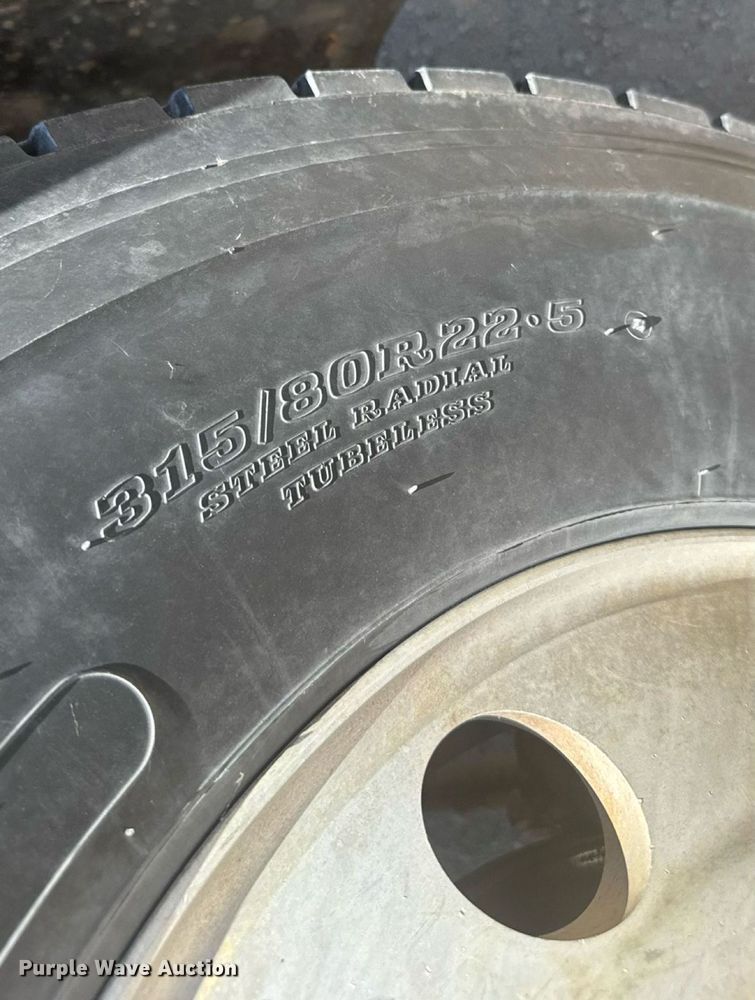 315/80R22.5
STEEL RADIAL
TUBELESS
Purple Wave Auction